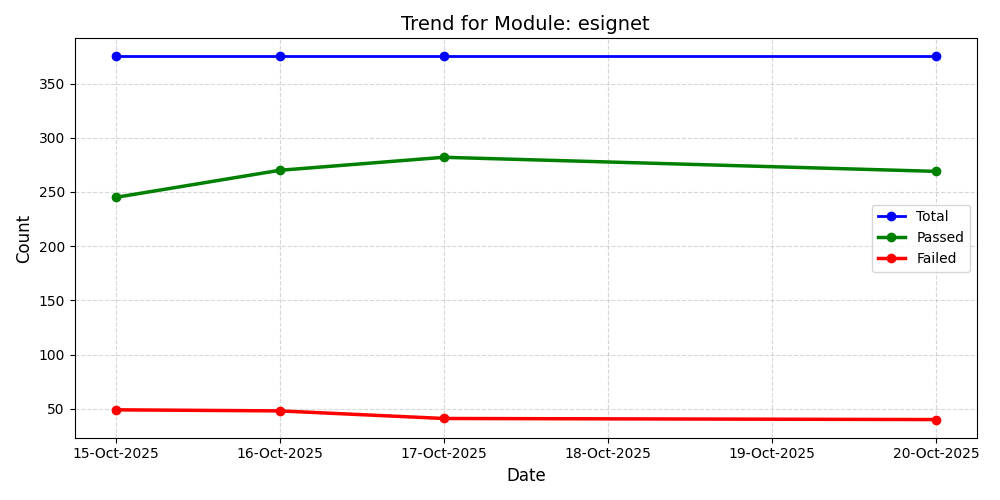 Trend for Module: esignet
350
300
250
200
150
100
50
Count
Total
Passed
Failed
15-Oct-2025 16-Oct-2025 17-Oct-2025 18-Oct-2025 19-Oct-2025 20-Oct-2025
Date